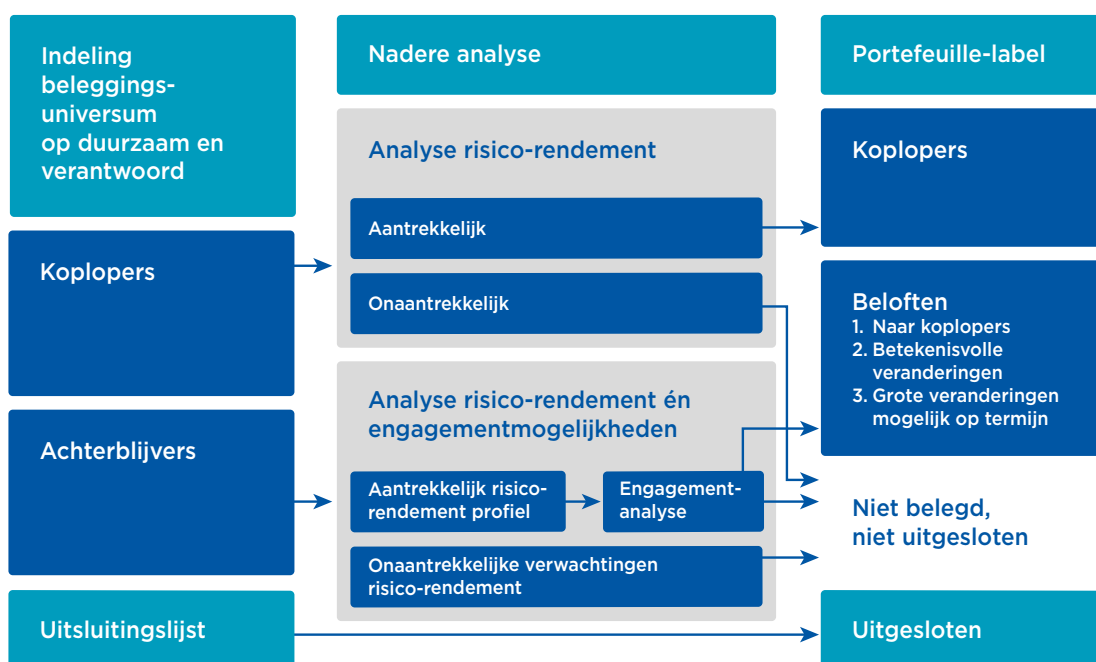 Indeling
beleggings-
universum
op duurzaam en
verantwoord
Nadere analyse
Portefeuille-label
Koplopers
Analyse risico-rendement
Aantrekkelijk
Onaantrekkelijk
Koplopers
Achterblijvers
Analyse risico-rendement én
engagementmogelijkheden
Aantrekkelijk risico-
rendement profiel
Engagement-
analyse
Onaantrekkelijke verwachtingen
risico-rendement
Beloften
1. Naar koplopers
2. Betekenisvolle
veranderingen
3. Grote veranderingen
mogelijk op termijn
Niet belegd,
niet uitgesloten
Uitsluitingslijst
Uitgesloten